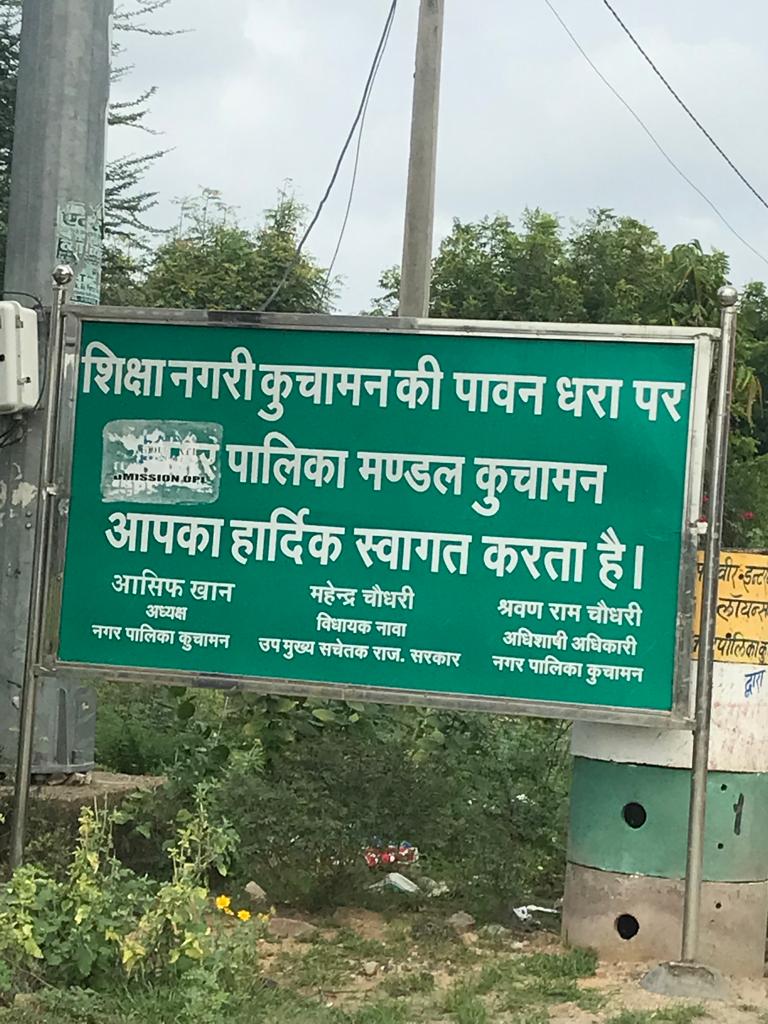 शिक्षा नगरी कुचामन की पावन धरा पर
पालिका मण्डल कुचामन
आपका हार्दिक स्वागत करता है।
आसिफ खान
अध्यक्ष
नगर पालिका कुचामन
महेन्द्र चौधरी
विधायक नावा
उप मुख्य सचेतक राज. सरकार
श्रवण राम चौधरी
अधिशाषी अधिकारी
नगर पालिका कुचामन
द्वारा